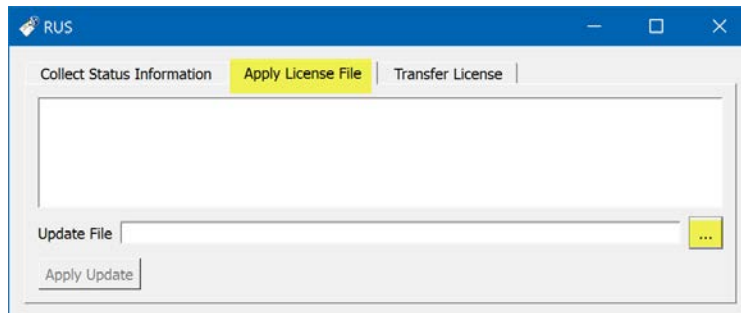 RUS
Collect Status Information Apply License File Transfer License
Update File ...
Apply Update